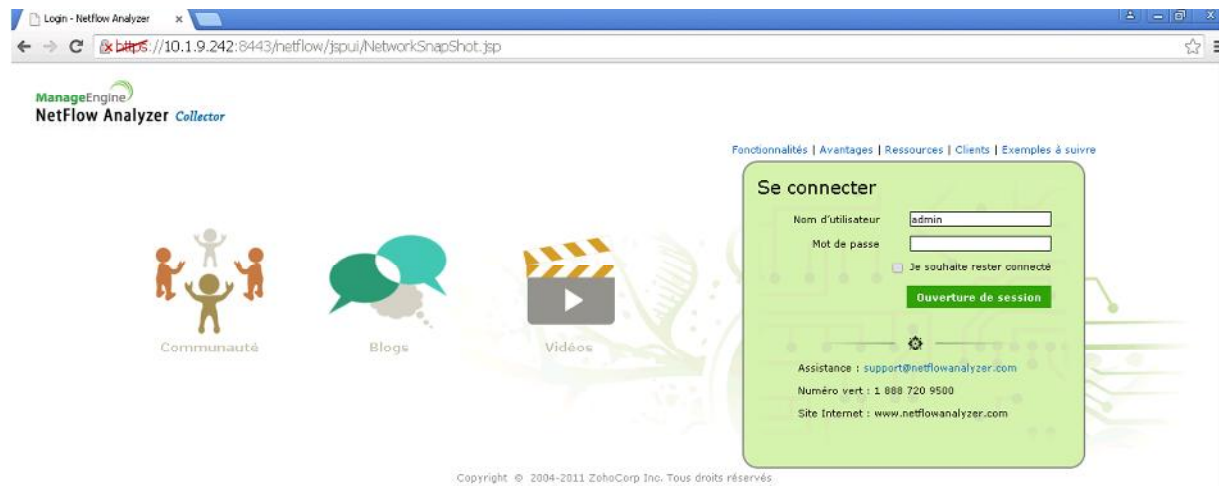 Login - Netflow Analyzer
https://10.1.9.242:8443/netflow/jspui/NetworkSnapShot.jsp
ManageEngine
NetFlow Analyzer Collector
Fonctionnalités | Avantages | Ressources | Clients | Exemples à suivre
Se connecter
Nom d'utilisateur admin
Mot de passe
Je souhaite rester connecté
Ouverture de session
Communauté
Blogs
Vidéos
Assistance : support@netflowanalyzer.com
Numéro vert : 1 888 720 9500
Site Internet : www.netflowanalyzer.com
Copyright © 2004-2011 ZohoCorp Inc. Tous droits réservés